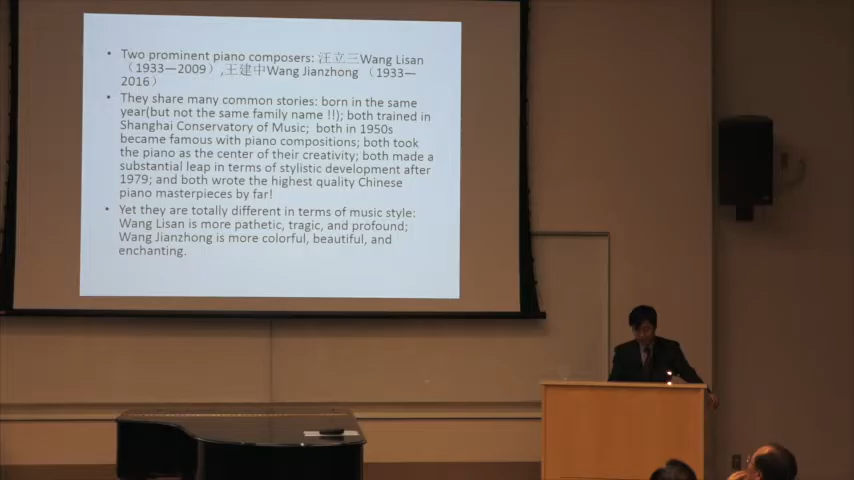 • Two prominent piano composers: 汪立三Wang Lisan
（1933—2009）,王建中Wang Jianzhong （1933—
2016）
• They share many common stories: born in the same
year(but not the same family name !!); both trained in
Shanghai Conservatory of Music;  both in 1950s
became famous with piano compositions; both took
the piano as the center of their creativity; both made a
substantial leap in terms of stylistic development after
1979; and both wrote the highest quality Chinese
piano masterpieces by far!
• Yet they are totally different in terms of music style:
Wang Lisan is more pathetic, tragic, and profound;
Wang Jianzhong is more colorful, beautiful, and
enchanting.